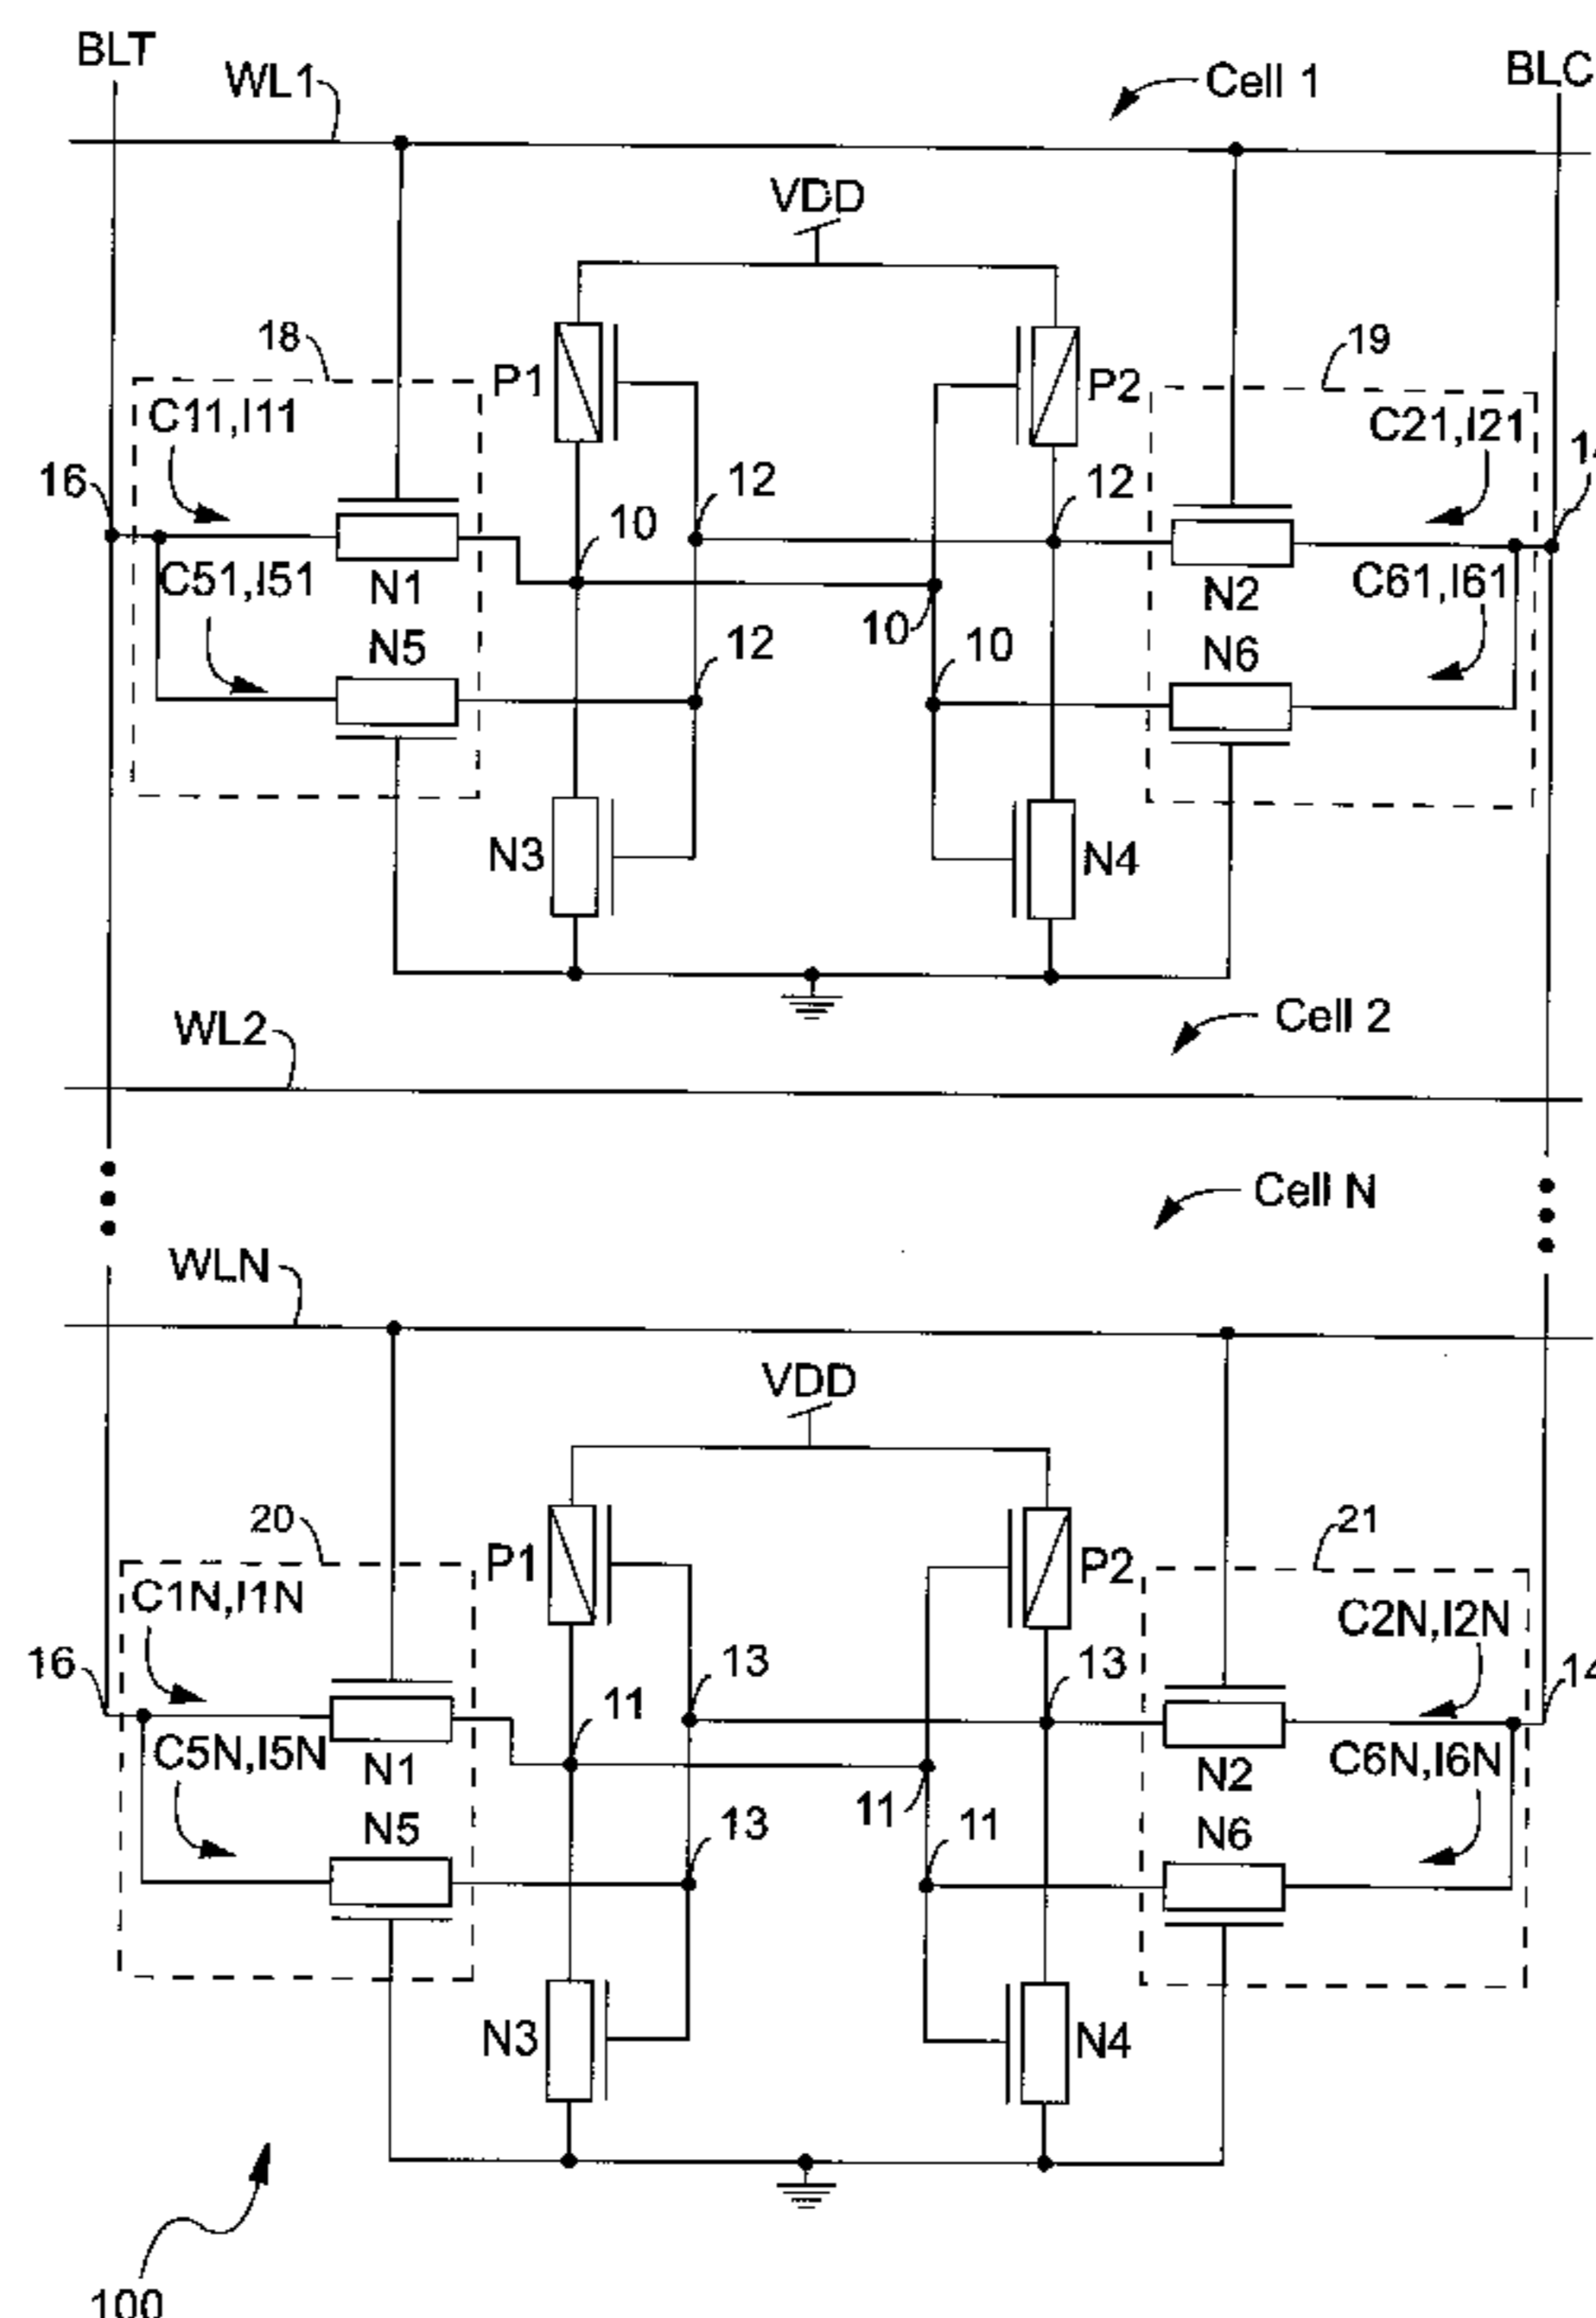 BLT
WL1
Cell 1
BLC
VDD
18
P1
P2
19
C11,I11
C21,I21
16
12
12
14
10
C51,I51
N1
N2
C61,I61
10
N5
12
10
N6
N3
N4
WL2
Cell 2
Cell N
WLN
VDD
20
P1
P2
21
C1N,I1N
C2N,I2N
16
13
13
14
11
C5N,I5N
N1
N2
C6N,I6N
11
N5
13
11
N6
N3
N4
100